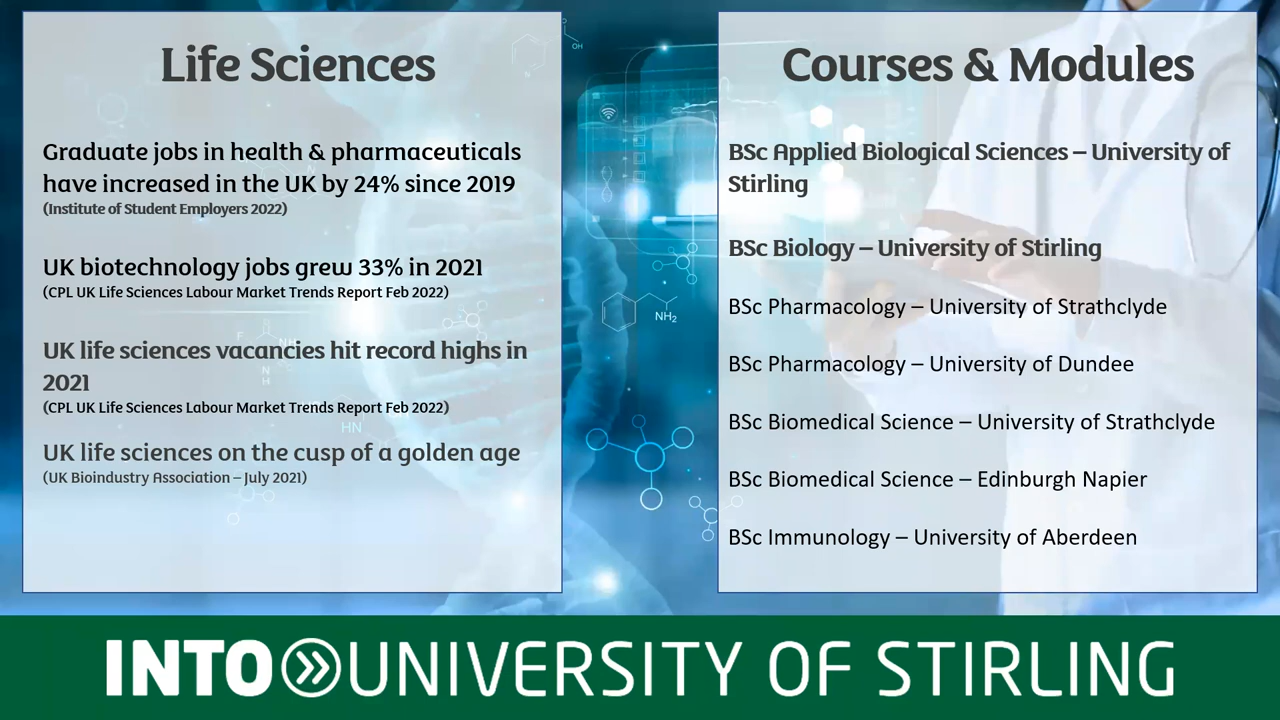 Life Sciences
Graduate jobs in health & pharmaceuticals
have increased in the UK by 24% since 2019
(Institute of Student Employers 2022)
UK biotechnology jobs grew 33% in 2021
(CPL UK Life Sciences Labour Market Trends Report Feb 2022)
UK life sciences vacancies hit record highs in
2021
(CPL UK Life Sciences Labour Market Trends Report Feb 2022)
UK life sciences on the cusp of a golden age
(UK Bioindustry Association – July 2021)
OH
NH₂
HN
Courses & Modules
BSc Applied Biological Sciences – University of
Stirling
BSc Biology – University of Stirling
BSc Pharmacology – University of Strathclyde
BSc Pharmacology – University of Dundee
BSc Biomedical Science – University of Strathclyde
BSc Biomedical Science – Edinburgh Napier
BSc Immunology – University of Aberdeen
INTO UNIVERSITY OF STIRLING